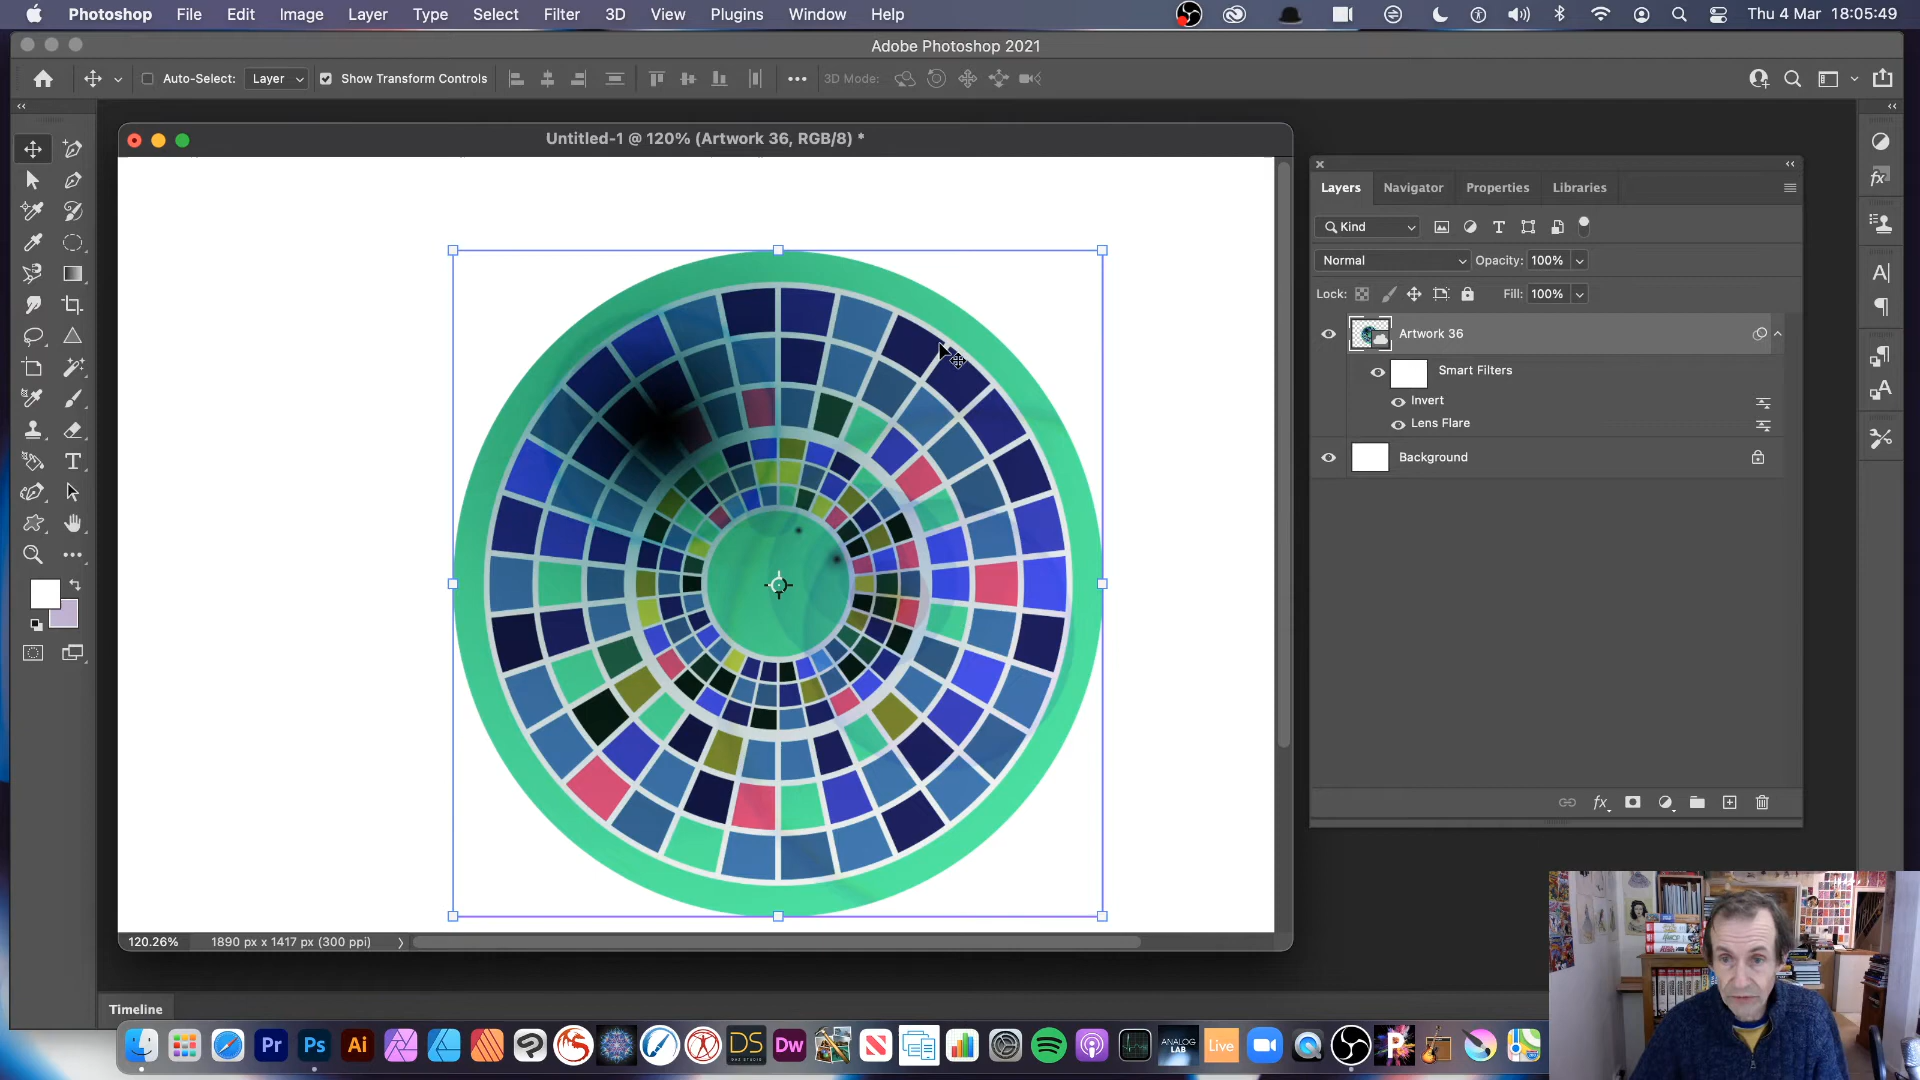 Photoshop File Edit Image Layer Type Select Filter 3D View Plugins Window Help Thu 4 Mar 18:05:49
Adobe Photoshop 2021
Auto-Select: Layer Show Transform Controls 3D Mode:
Untitled-1 @ 120% (Artwork 36, RGB/8) *
Layers Navigator Properties Libraries
Kind
Normal Opacity: 100%
Lock: Fill: 100%
Artwork 36
Smart Filters
Invert
Lens Flare
Background
120.26% 1890 px x 1417 px (300 ppi)
Timeline
Pr Ps Ai DS Dw ANALOG LAB Live P